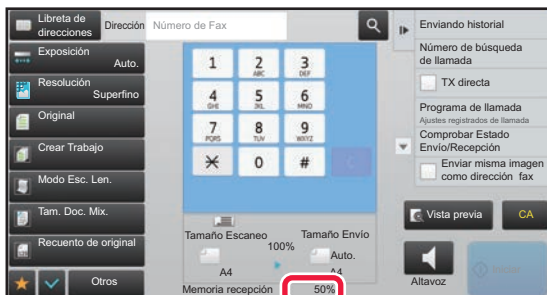 Libreta de
direcciones
Dirección
Número de Fax
Exposición
Auto.
Resolución
Superfino
Original
Crear Trabajo
Modo Esc. Len.
Tam. Doc. Mix.
Recuento de original
Otros
1
2
ABC
3
DEF
4
GHI
5
JKL
6
MNO
7
PQRS
8
TUV
9
WXYZ
0
#
C
Tamaño Escaneo
100%
Tamaño Envío
Auto.
A4
A4
Memoria recepción
50%
Enviando historial
Número de búsqueda
de llamada
TX directa
Programa de llamada
Ajustes registrados de llamada
Comprobar Estado
Envío/Recepción
Enviar misma imagen
como dirección fax
Vista previa
CA
Altavoz